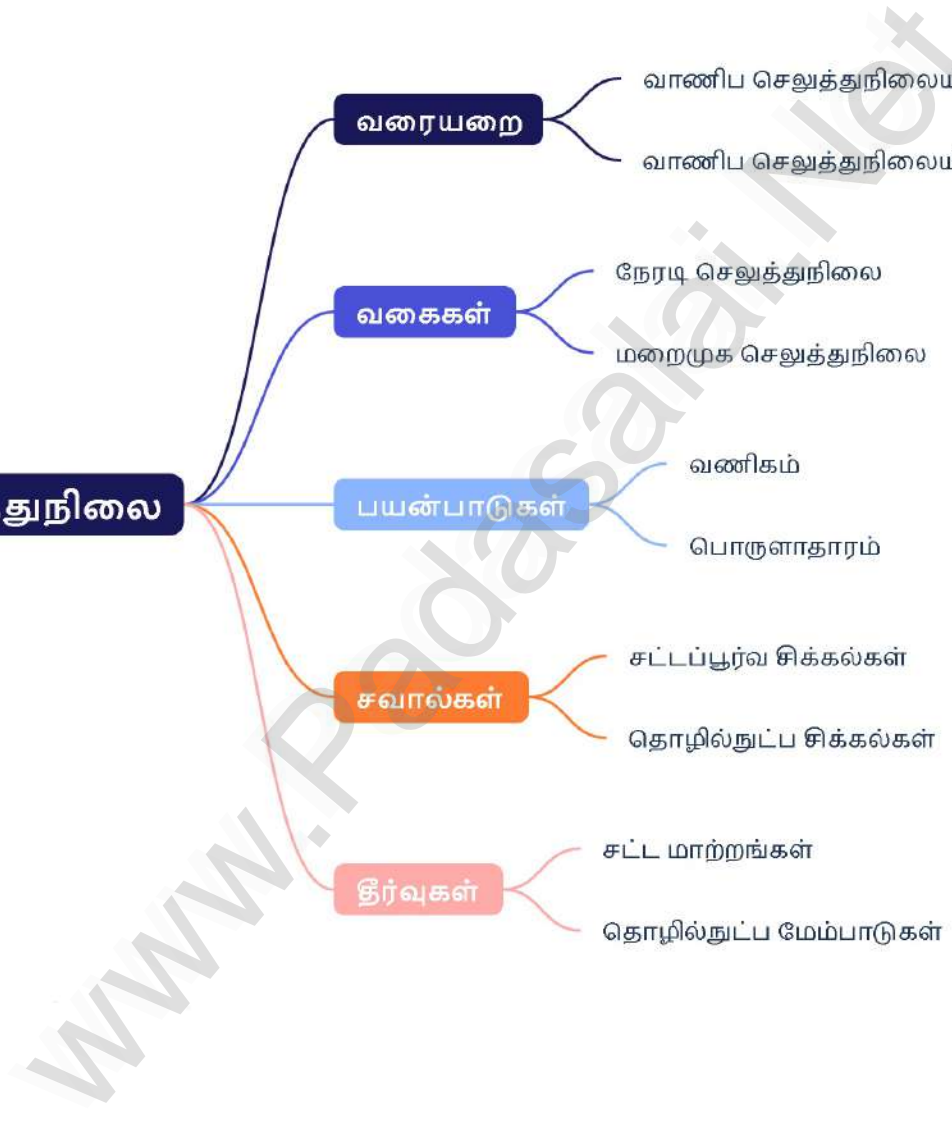 வரையறை
வாணிப செலுத்துநிலைய
வாணிப செலுத்துநிலைய
வகைகள்
நேரடி செலுத்துநிலை
மறைமுக செலுத்துநிலை
துநிலை
பயன்பாடுகள்
வணிகம்
பொருளாதாரம்
சவால்கள்
சட்டப்பூர்வ சிக்கல்கள்
தொழில்நுட்ப சிக்கல்கள்
தீர்வுகள்
சட்ட மாற்றங்கள்
தொழில்நுட்ப மேம்பாடுகள்
www.Padasalai.Net